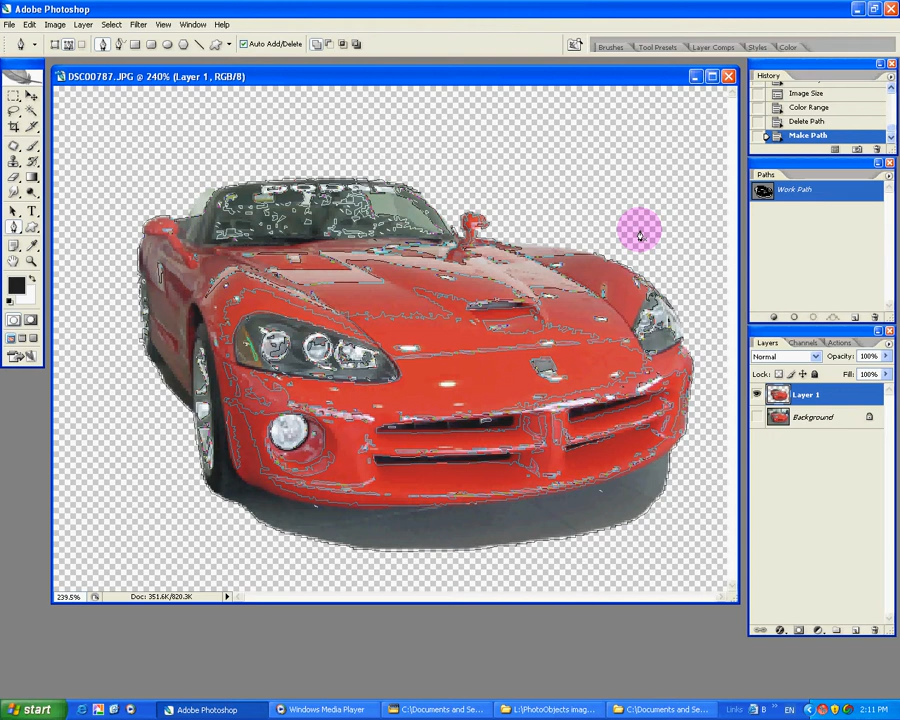 Adobe Photoshop
File Edit Image Layer Select Filter View Window Help
Auto Add/Delete
Brushes Tool Presets Layer Comps Styles Color
DSC00787.JPG @ 240% (Layer 1, RGB/8)
History
Image Size
Color Range
Delete Path
Make Path
Paths
Work Path
Layers Channels Actions
Normal Opacity: 100%
Lock: Fill: 100%
Layer 1
Background
239.5% Doc: 351.6K/820.3K
start Adobe Photoshop Windows Media Player C:\Documents and Se... L:\PhotoObjects imag... C:\Documents and Se... Links EN 2:11 PM